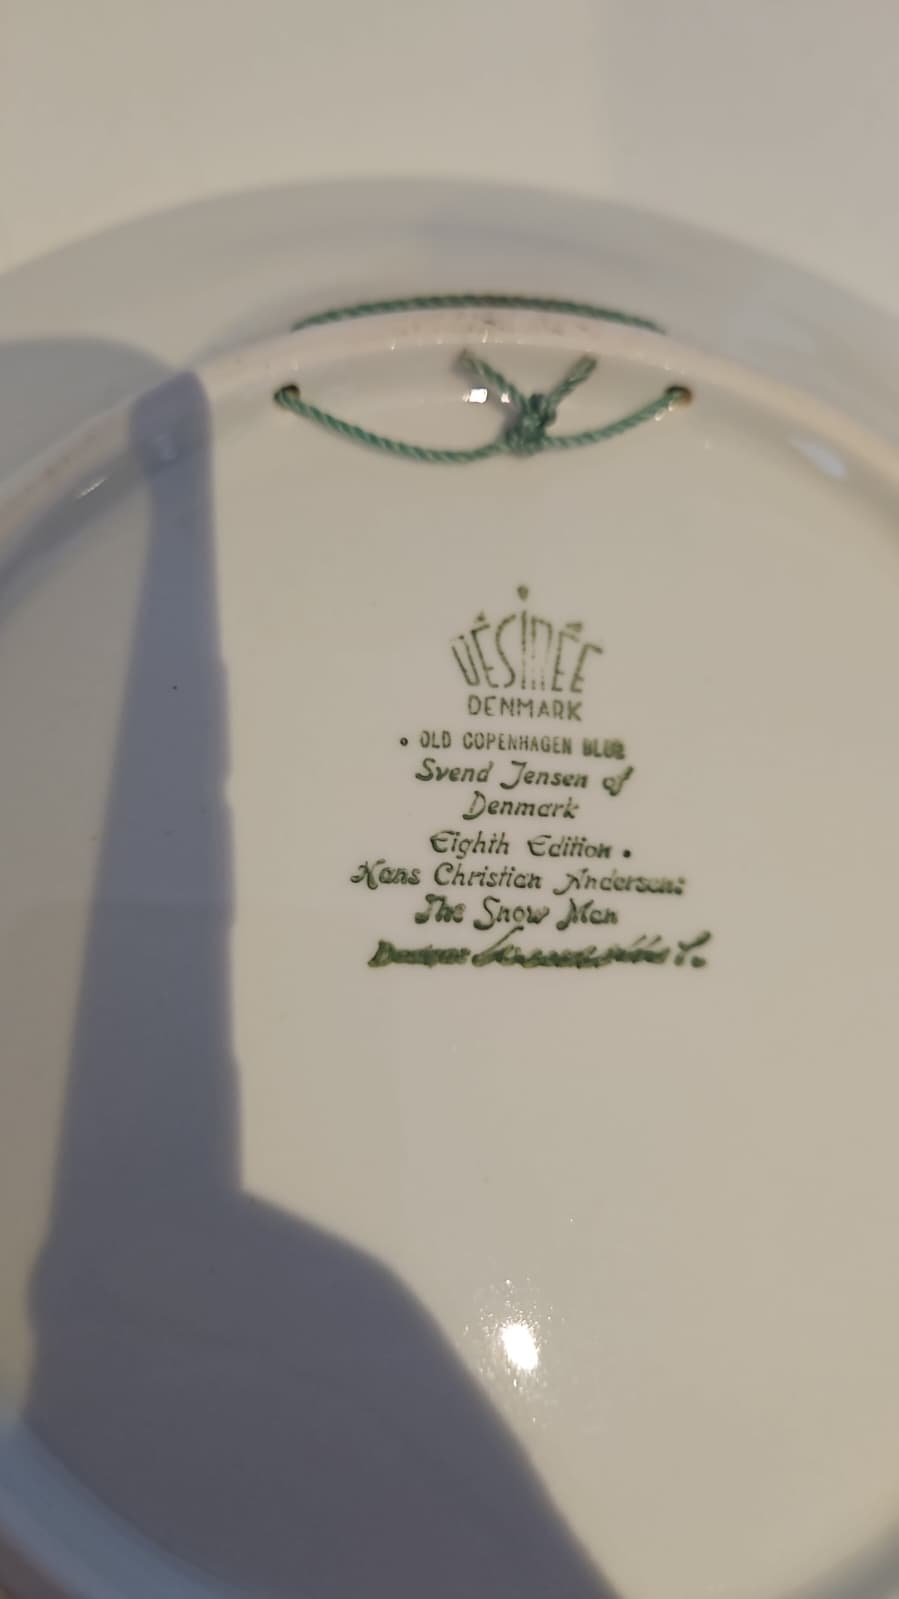 DÉSIRÉE
DENMARK
• OLD COPENHAGEN BLUE
Svend Jensen of
Denmark
Eighth Edition •
Hans Christian Andersen:
The Snow Man